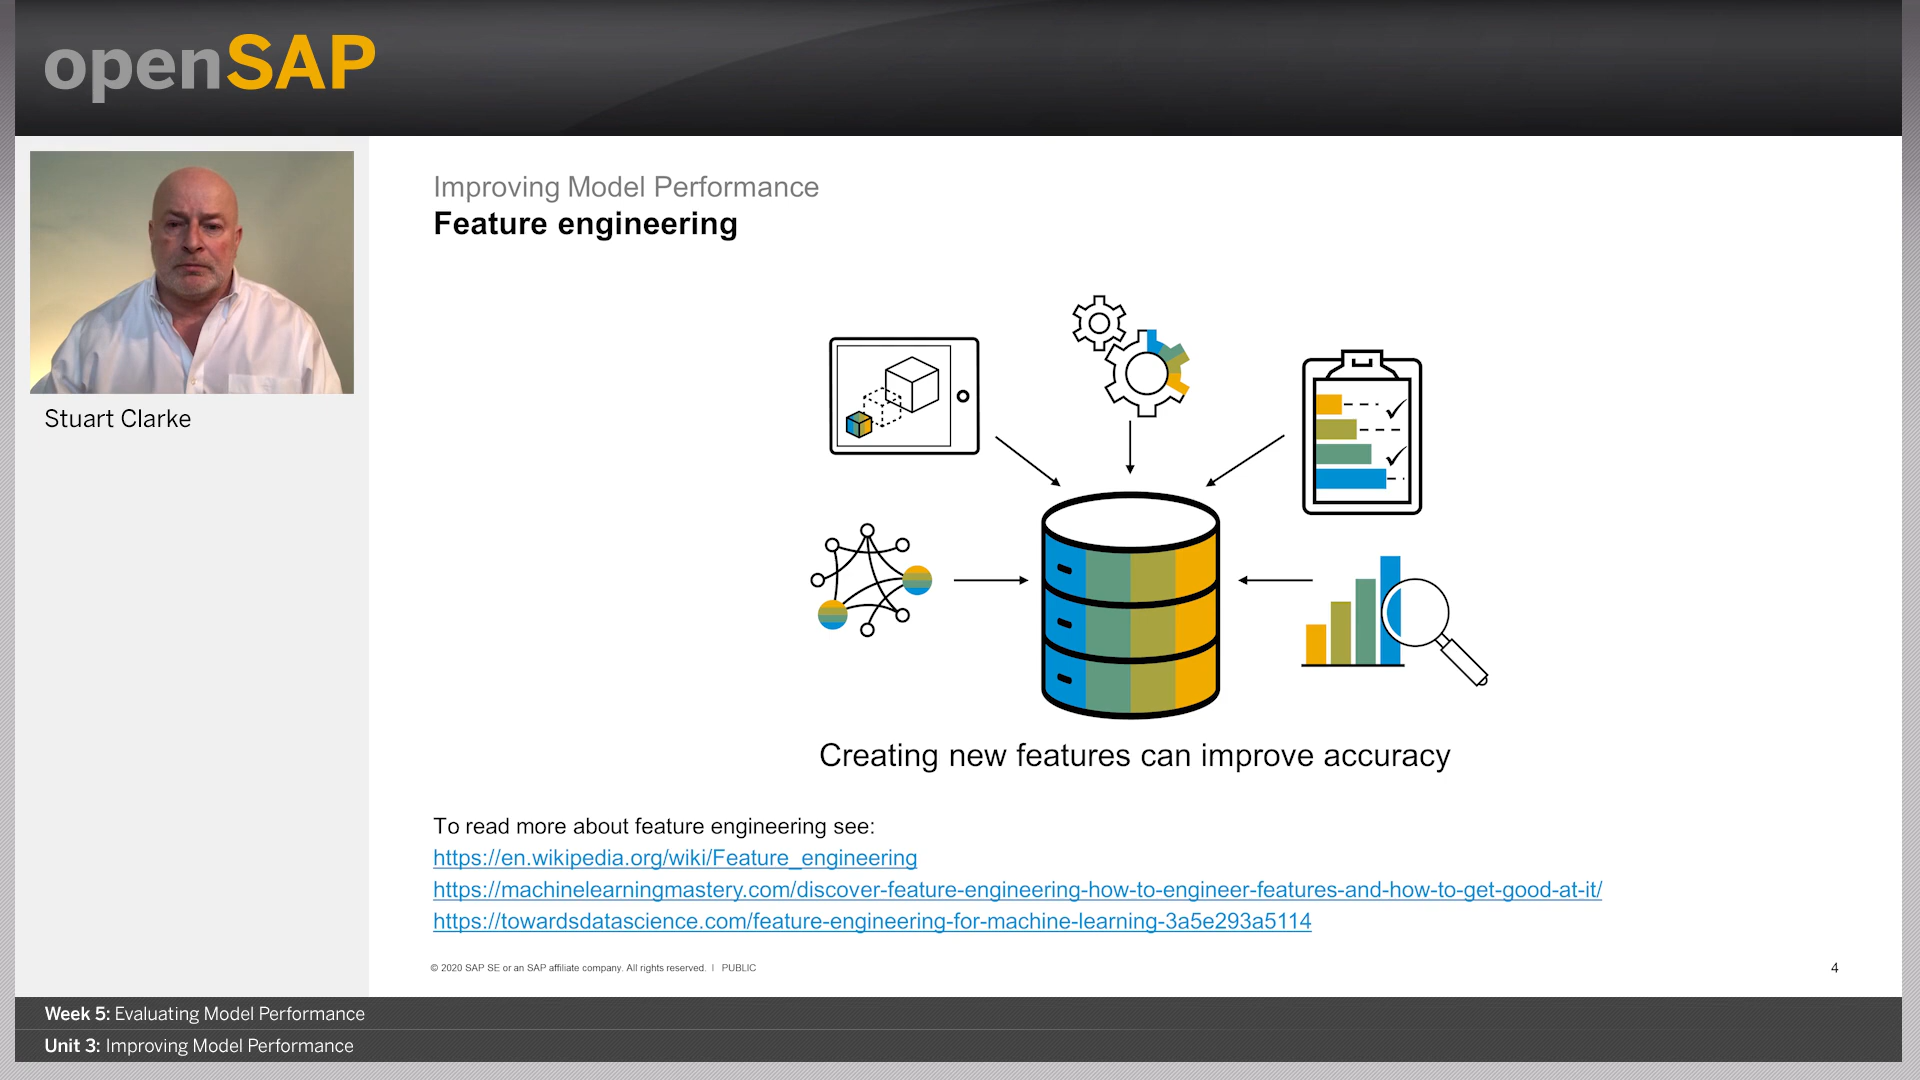 openSAP
Stuart Clarke
Improving Model Performance
Feature engineering
Creating new features can improve accuracy
To read more about feature engineering see:
https://en.wikipedia.org/wiki/Feature_engineering
https://machinelearningmastery.com/discover-feature-engineering-how-to-engineer-features-and-how-to-get-good-at-it/
https://towardsdatascience.com/feature-engineering-for-machine-learning-3a5e293a5114
© 2020 SAP SE or an SAP affiliate company. All rights reserved. | PUBLIC
4
Week 5: Evaluating Model Performance
Unit 3: Improving Model Performance